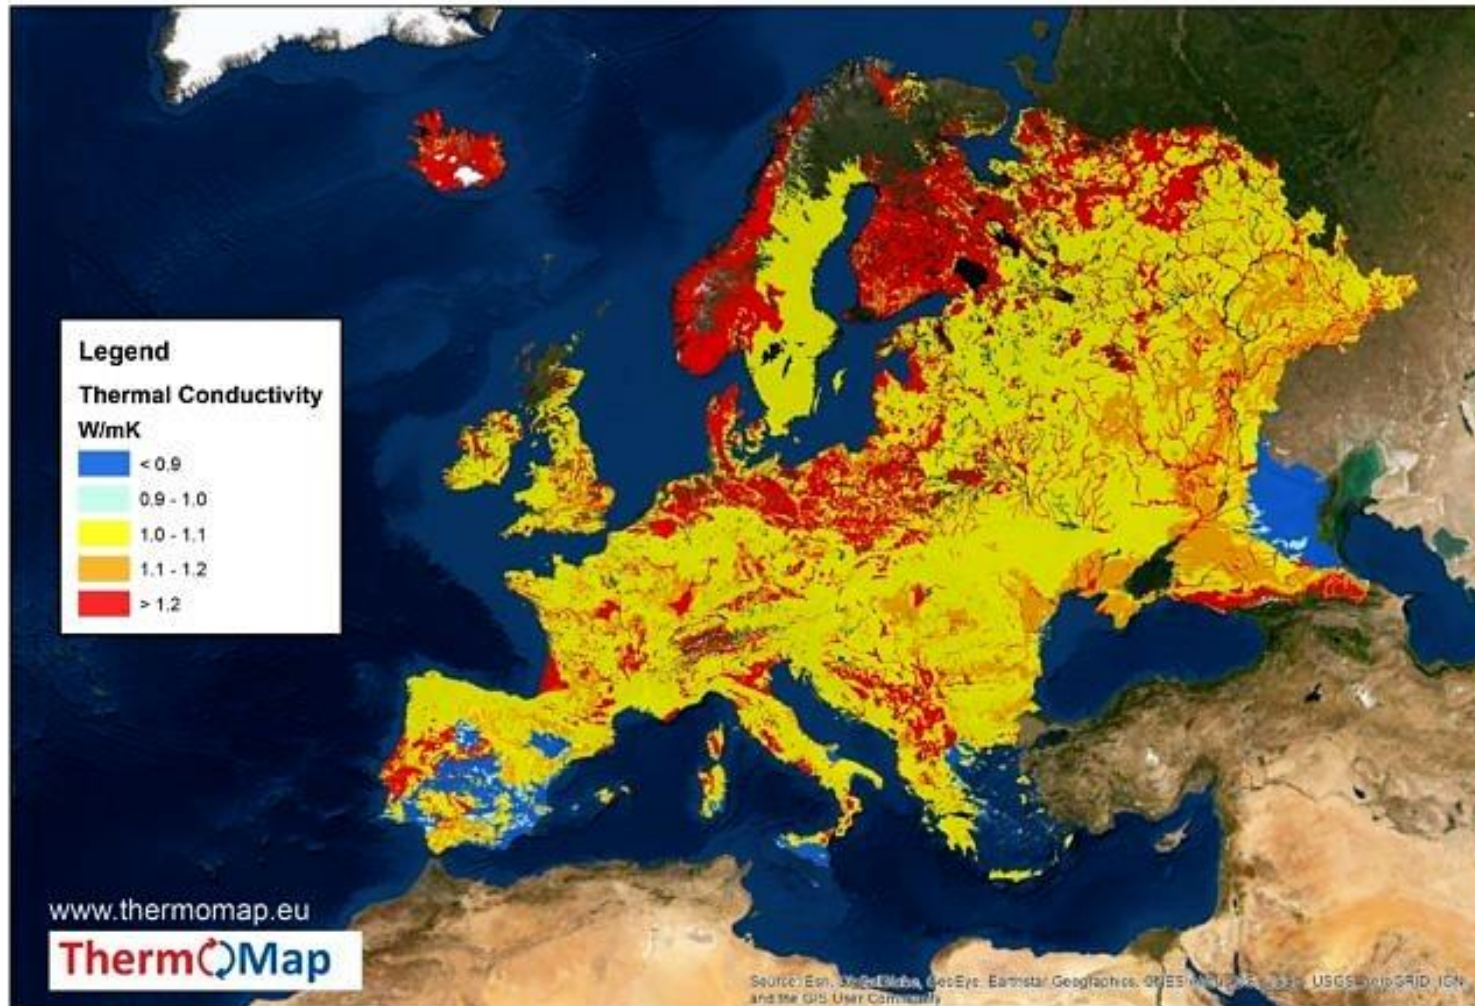 Legend
Thermal Conductivity
W/mK
< 0.9
0.9 - 1.0
1.0 - 1.1
1.1 - 1.2
> 1.2
www.thermomap.eu
ThermoMap
Source: Esri, GeoEye, Earthstar Geographics, USGS, IGN,
and the GIS User Community